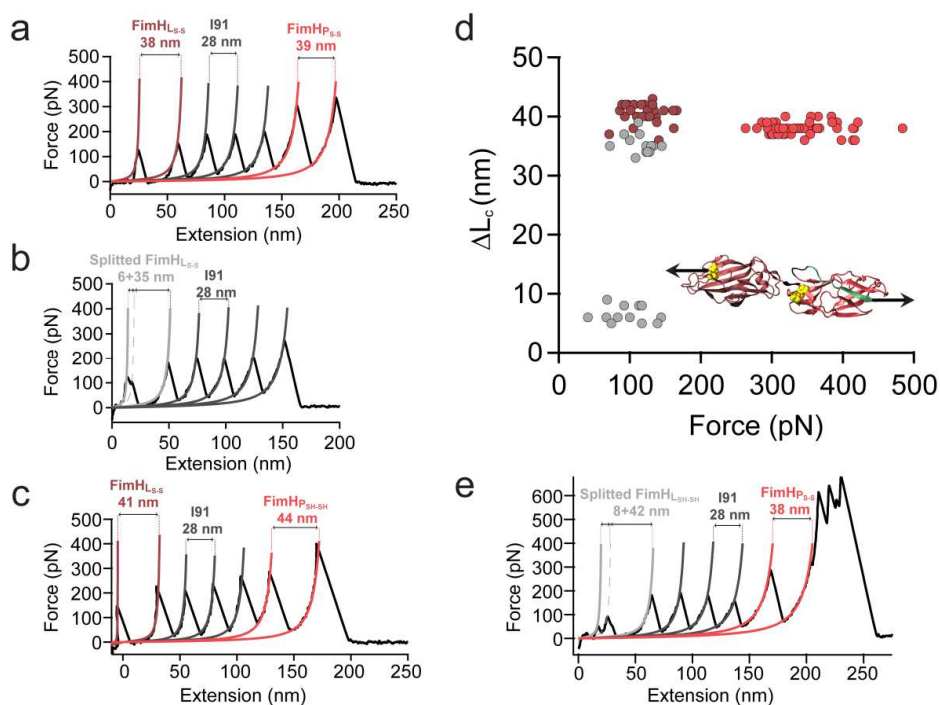 a
FimHL S-S
38 nm
I91
28 nm
FimHP S-S
39 nm
Force (pN)
500
400
300
200
100
0
0 50 100 150 200 250
Extension (nm)
b
Splitted FimHL S-S
6+35 nm
I91
28 nm
Force (pN)
500
400
300
200
100
0
0 50 100 150 200
Extension (nm)
c
FimHL S-S
41 nm
I91
28 nm
FimHP SH-SH
44 nm
Force (pN)
500
400
300
200
100
0
0 50 100 150 200 250
Extension (nm)
d
ΔLc (nm)
50
40
30
20
10
0
0 100 200 300 400 500
Force (pN)
e
Splitted FimHL SH-SH
8+42 nm
I91
28 nm
FimHP S-S
38 nm
Force (pN)
600
500
400
300
200
100
0
0 50 100 150 200 250
Extension (nm)